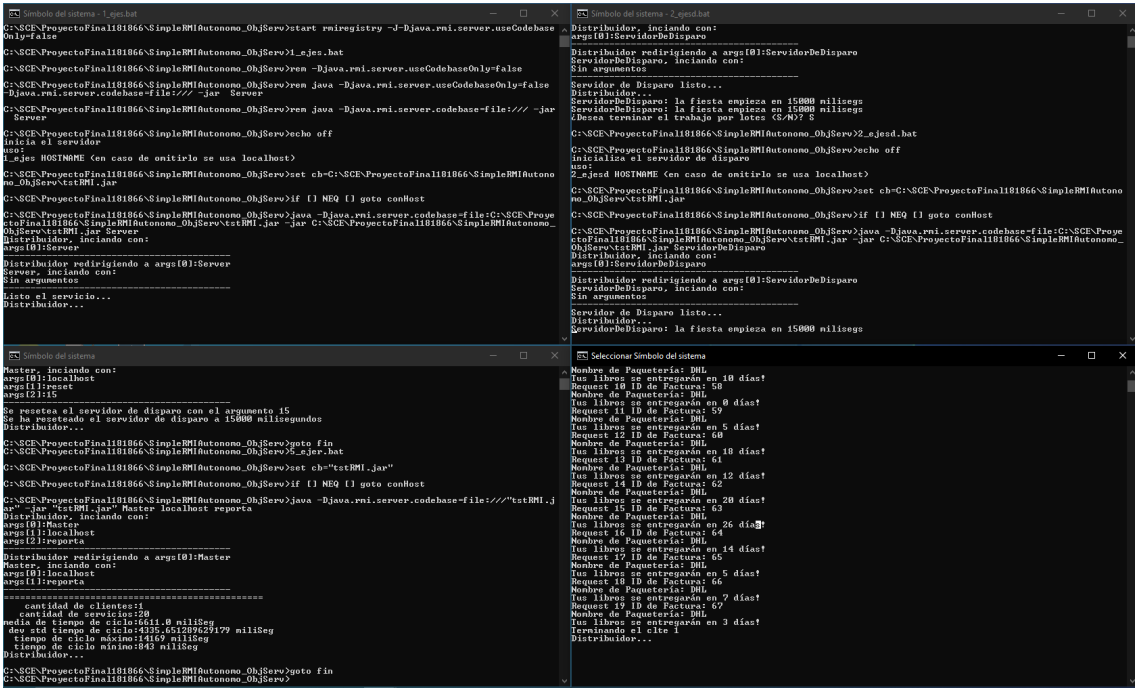 Símbolo del sistema - 1_ejes.bat
C:\SCE\ProyectoFinal181866\SimpleRMIAutonomo_ObjServ>start rmiregistry -J-Djava.rmi.server.useCodebase
Only=false
C:\SCE\ProyectoFinal181866\SimpleRMIAutonomo_ObjServ>1_ejes.bat
C:\SCE\ProyectoFinal181866\SimpleRMIAutonomo_ObjServ>rem -Djava.rmi.server.useCodebaseOnly=false
C:\SCE\ProyectoFinal181866\SimpleRMIAutonomo_ObjServ>rem java -Djava.rmi.server.useCodebaseOnly=false
-Djava.rmi.server.codebase=file:/// -jar  Server
C:\SCE\ProyectoFinal181866\SimpleRMIAutonomo_ObjServ>rem java -Djava.rmi.server.codebase=file:/// -jar
  Server
C:\SCE\ProyectoFinal181866\SimpleRMIAutonomo_ObjServ>echo off
inicia el servidor
uso:
1_ejes HOSTNAME (en caso de omitirlo se usa localhost)
C:\SCE\ProyectoFinal181866\SimpleRMIAutonomo_ObjServ>set cb=C:\SCE\ProyectoFinal181866\SimpleRMIAutono
mo_ObjServ\tstRMI.jar
C:\SCE\ProyectoFinal181866\SimpleRMIAutonomo_ObjServ>if [] NEQ [] goto conHost
C:\SCE\ProyectoFinal181866\SimpleRMIAutonomo_ObjServ>java -Djava.rmi.server.codebase=file:C:\SCE\Proye
ctoFinal181866\SimpleRMIAutonomo_ObjServ\tstRMI.jar -jar C:\SCE\ProyectoFinal181866\SimpleRMIAutonomo_
ObjServ\tstRMI.jar Server
Distribuidor, inciando con:
args[0]:Server
--------------------------------------------
Distribuidor redirigiendo a args[0]:Server
Server, inciando con:
Sin argumentos
--------------------------------------------
Listo el servicio...
Distribuidor...
Símbolo del sistema - 2_ejesd.bat
Distribuidor, inciando con:
args[0]:ServidorDeDisparo
--------------------------------------------
Distribuidor redirigiendo a args[0]:ServidorDeDisparo
ServidorDeDisparo, inciando con:
Sin argumentos
--------------------------------------------
Servidor de Disparo listo...
Distribuidor...
ServidorDeDisparo: la fiesta empieza en 15000 milisegs
ServidorDeDisparo: la fiesta empieza en 15000 milisegs
¿Desea terminar el trabajo por lotes (S/N)? S
C:\SCE\ProyectoFinal181866\SimpleRMIAutonomo_ObjServ>2_ejesd.bat
C:\SCE\ProyectoFinal181866\SimpleRMIAutonomo_ObjServ>echo off
inicializa el servidor de disparo
uso:
2_ejesd HOSTNAME (en caso de omitirlo se usa localhost)
C:\SCE\ProyectoFinal181866\SimpleRMIAutonomo_ObjServ>set cb=C:\SCE\ProyectoFinal181866\SimpleRMIAutono
mo_ObjServ\tstRMI.jar
C:\SCE\ProyectoFinal181866\SimpleRMIAutonomo_ObjServ>if [] NEQ [] goto conHost
C:\SCE\ProyectoFinal181866\SimpleRMIAutonomo_ObjServ>java -Djava.rmi.server.codebase=file:C:\SCE\Proye
ctoFinal181866\SimpleRMIAutonomo_ObjServ\tstRMI.jar -jar C:\SCE\ProyectoFinal181866\SimpleRMIAutonomo_
ObjServ\tstRMI.jar ServidorDeDisparo
Distribuidor, inciando con:
args[0]:ServidorDeDisparo
--------------------------------------------
Distribuidor redirigiendo a args[0]:ServidorDeDisparo
ServidorDeDisparo, inciando con:
Sin argumentos
--------------------------------------------
Servidor de Disparo listo...
Distribuidor...
ServidorDeDisparo: la fiesta empieza en 15000 milisegs
Símbolo del sistema
Master, inciando con:
args[0]:localhost
args[1]:reset
args[2]:15
--------------------------------------------
Se resetea el servidor de disparo con el argumento 15
Se ha reseteado el servidor de disparo a 15000 milisegundos
Distribuidor...
C:\SCE\ProyectoFinal181866\SimpleRMIAutonomo_ObjServ>goto fin
C:\SCE\ProyectoFinal181866\SimpleRMIAutonomo_ObjServ>5_ejer.bat
C:\SCE\ProyectoFinal181866\SimpleRMIAutonomo_ObjServ>set cb="tstRMI.jar"
C:\SCE\ProyectoFinal181866\SimpleRMIAutonomo_ObjServ>if [] NEQ [] goto conHost
C:\SCE\ProyectoFinal181866\SimpleRMIAutonomo_ObjServ>java -Djava.rmi.server.codebase=file:///"tstRMI.j
ar" -jar "tstRMI.jar" Master localhost reporta
Distribuidor, inciando con:
args[0]:Master
args[1]:localhost
args[2]:reporta
--------------------------------------------
Distribuidor redirigiendo a args[0]:Master
Master, inciando con:
args[0]:localhost
args[1]:reporta
--------------------------------------------
==================================================
cantidad de clientes:1
cantidad de servicios:20
media de tiempo de ciclo:6611.0 miliSeg
dev std tiempo de ciclo:4335.651289629179 miliSeg
tiempo de ciclo máximo:14169 miliSeg
tiempo de ciclo mínimo:843 miliSeg
Distribuidor...
C:\SCE\ProyectoFinal181866\SimpleRMIAutonomo_ObjServ>goto fin
C:\SCE\ProyectoFinal181866\SimpleRMIAutonomo_ObjServ>
Seleccionar Símbolo del sistema
Nombre de Paquetería: DHL
Tus libros se entregarán en 10 días!
Request 10 ID de Factura: 58
Nombre de Paquetería: DHL
Tus libros se entregarán en 0 días!
Request 11 ID de Factura: 59
Nombre de Paquetería: DHL
Tus libros se entregarán en 5 días!
Request 12 ID de Factura: 60
Nombre de Paquetería: DHL
Tus libros se entregarán en 18 días!
Request 13 ID de Factura: 61
Nombre de Paquetería: DHL
Tus libros se entregarán en 12 días!
Request 14 ID de Factura: 62
Nombre de Paquetería: DHL
Tus libros se entregarán en 20 días!
Request 15 ID de Factura: 63
Nombre de Paquetería: DHL
Tus libros se entregarán en 26 días!
Request 16 ID de Factura: 64
Nombre de Paquetería: DHL
Tus libros se entregarán en 14 días!
Request 17 ID de Factura: 65
Nombre de Paquetería: DHL
Tus libros se entregarán en 5 días!
Request 18 ID de Factura: 66
Nombre de Paquetería: DHL
Tus libros se entregarán en 7 días!
Request 19 ID de Factura: 67
Nombre de Paquetería: DHL
Tus libros se entregarán en 3 días!
Terminando el clte 1
Distribuidor...